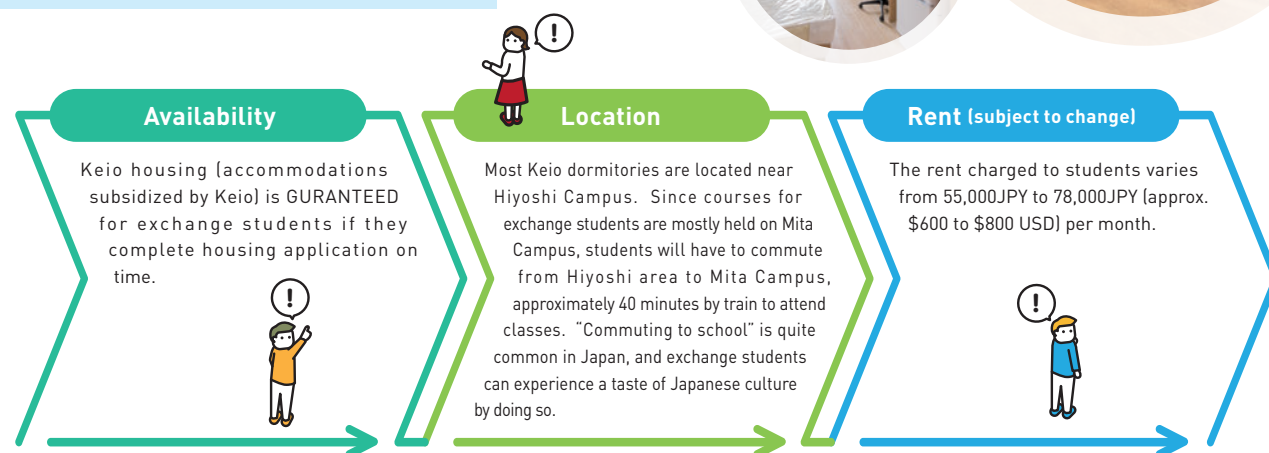 Availability
Keio housing (accommodations
subsidized by Keio) is GURANTEED
for exchange students if they
complete housing application on
time.
!
!
Location
Most Keio dormitories are located near
Hiyoshi Campus. Since courses for
exchange students are mostly held on Mita
Campus, students will have to commute
from Hiyoshi area to Mita Campus,
approximately 40 minutes by train to attend
classes. “Commuting to school” is quite
common in Japan, and exchange students
can experience a taste of Japanese culture
by doing so.
Rent (subject to change)
The rent charged to students varies
from 55,000JPY to 78,000JPY (approx.
$600 to $800 USD) per month.
!